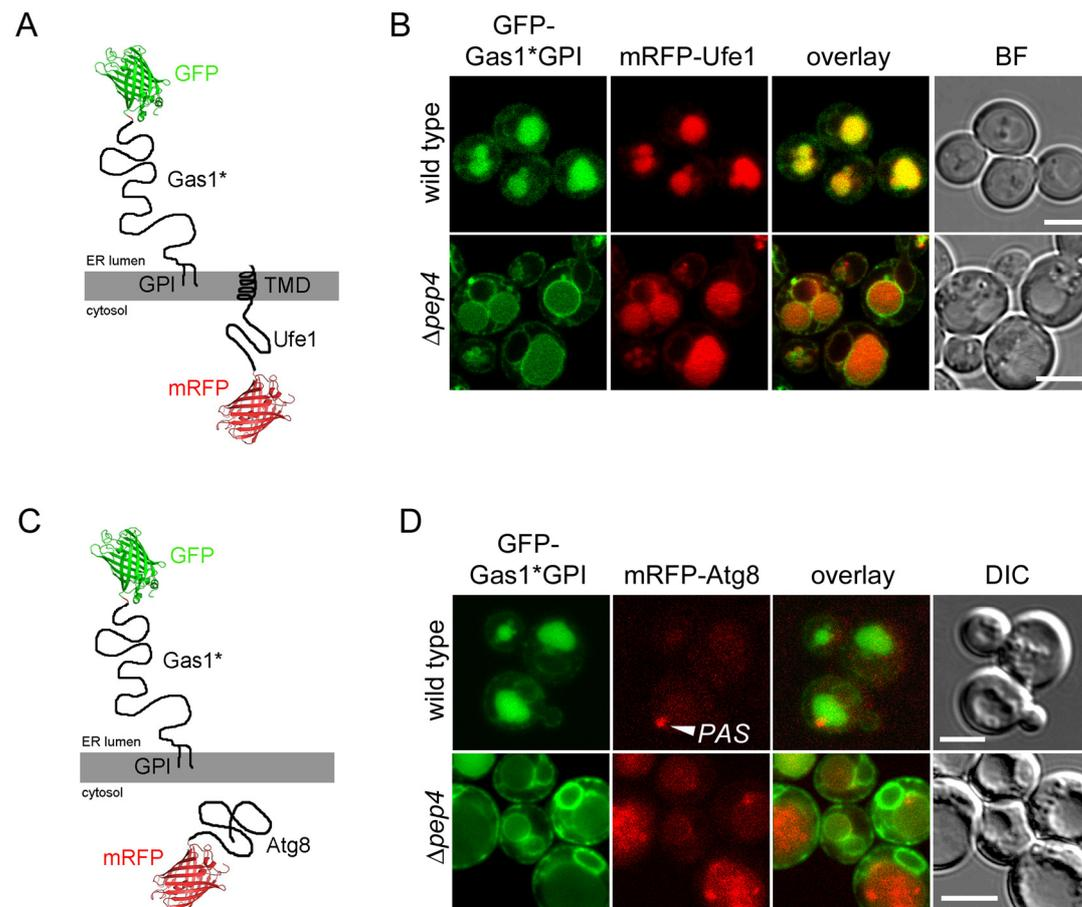 A
GFP
Gas1*
ER lumen
GPI
TMD
cytosol
Ufe1
mRFP
B
GFP-
Gas1*GPI
mRFP-Ufe1
overlay
BF
wild type
Δpep4
C
GFP
Gas1*
ER lumen
GPI
cytosol
Atg8
mRFP
D
GFP-
Gas1*GPI
mRFP-Atg8
overlay
DIC
wild type
PAS
Δpep4